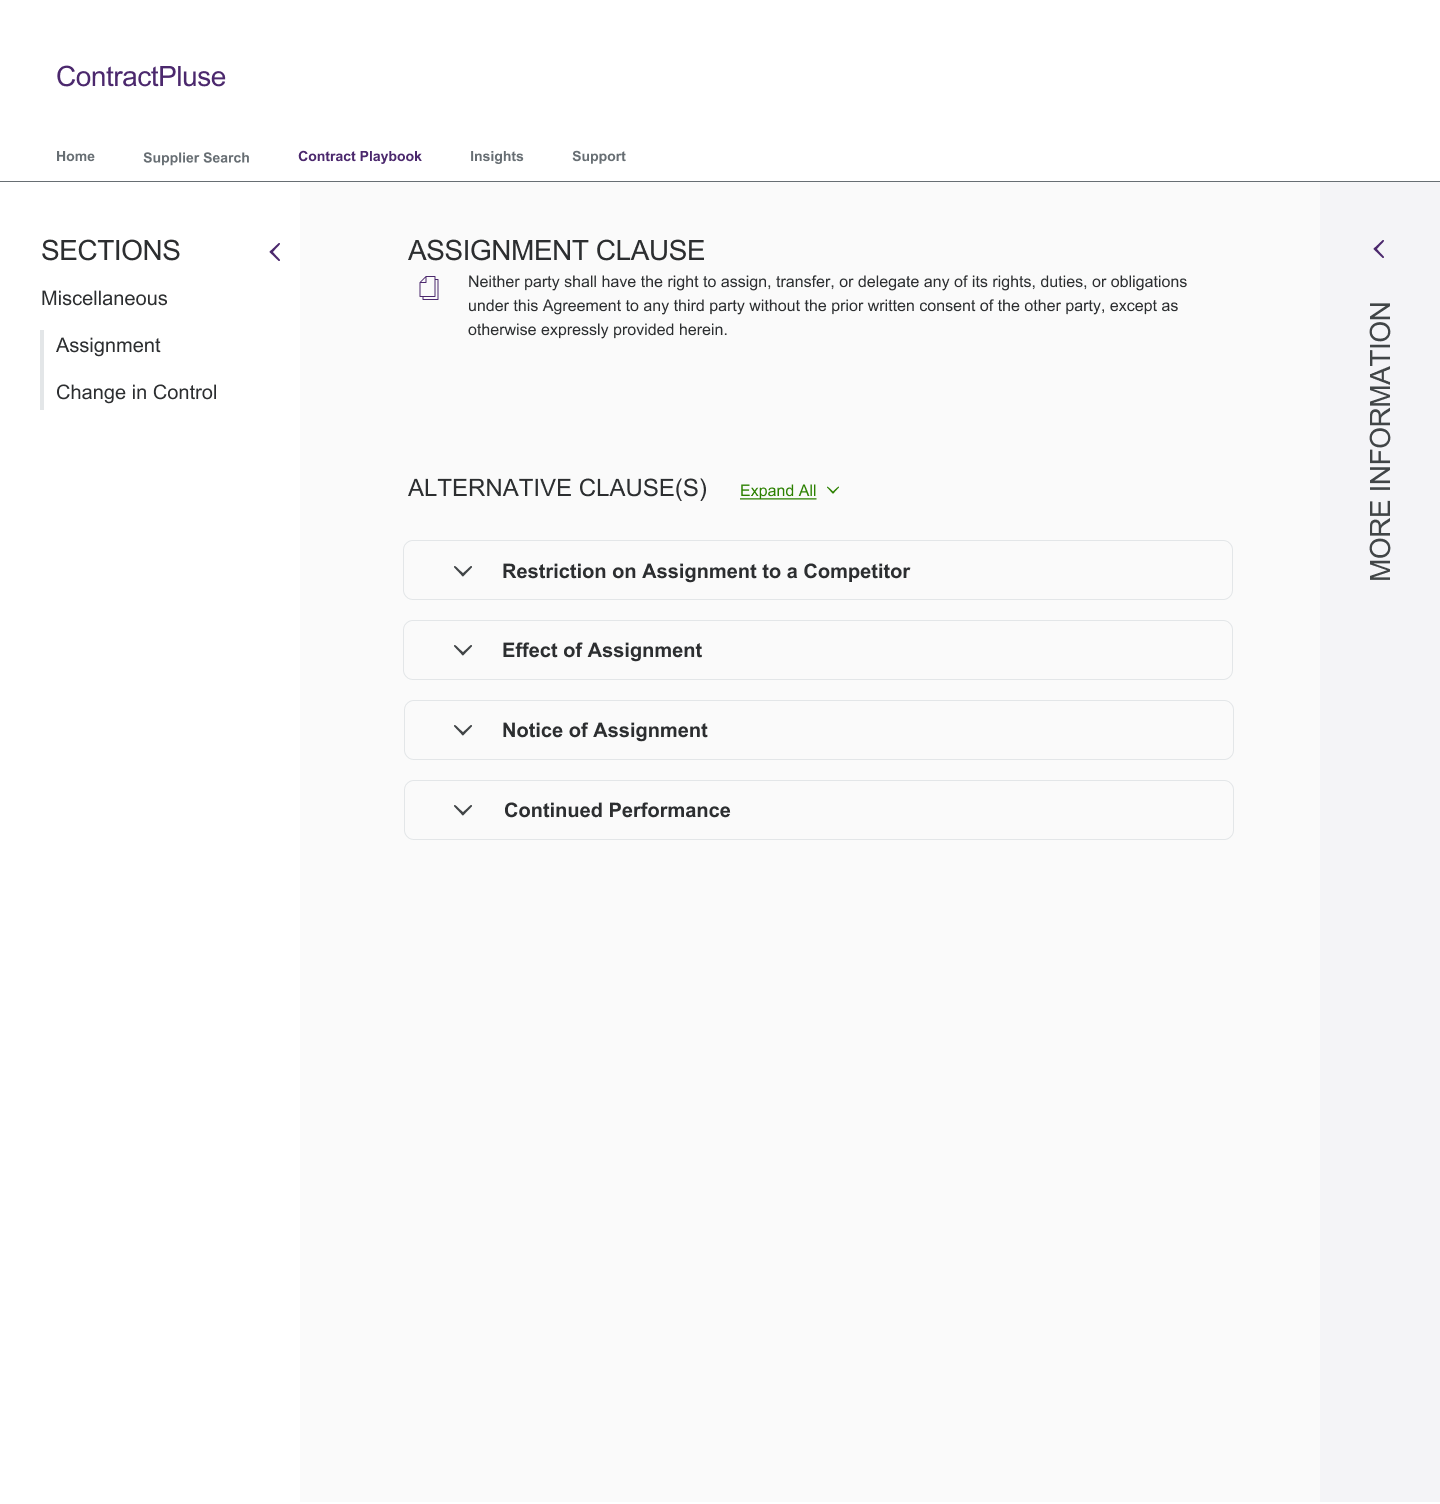 ContractPluse
Home
Supplier Search
Contract Playbook
Insights
Support
SECTIONS
Miscellaneous
Assignment
Change in Control
ASSIGNMENT CLAUSE
Neither party shall have the right to assign, transfer, or delegate any of its rights, duties, or obligations
under this Agreement to any third party without the prior written consent of the other party, except as
otherwise expressly provided herein.
ALTERNATIVE CLAUSE(S)
Expand All
Restriction on Assignment to a Competitor
Effect of Assignment
Notice of Assignment
Continued Performance
MORE INFORMATION